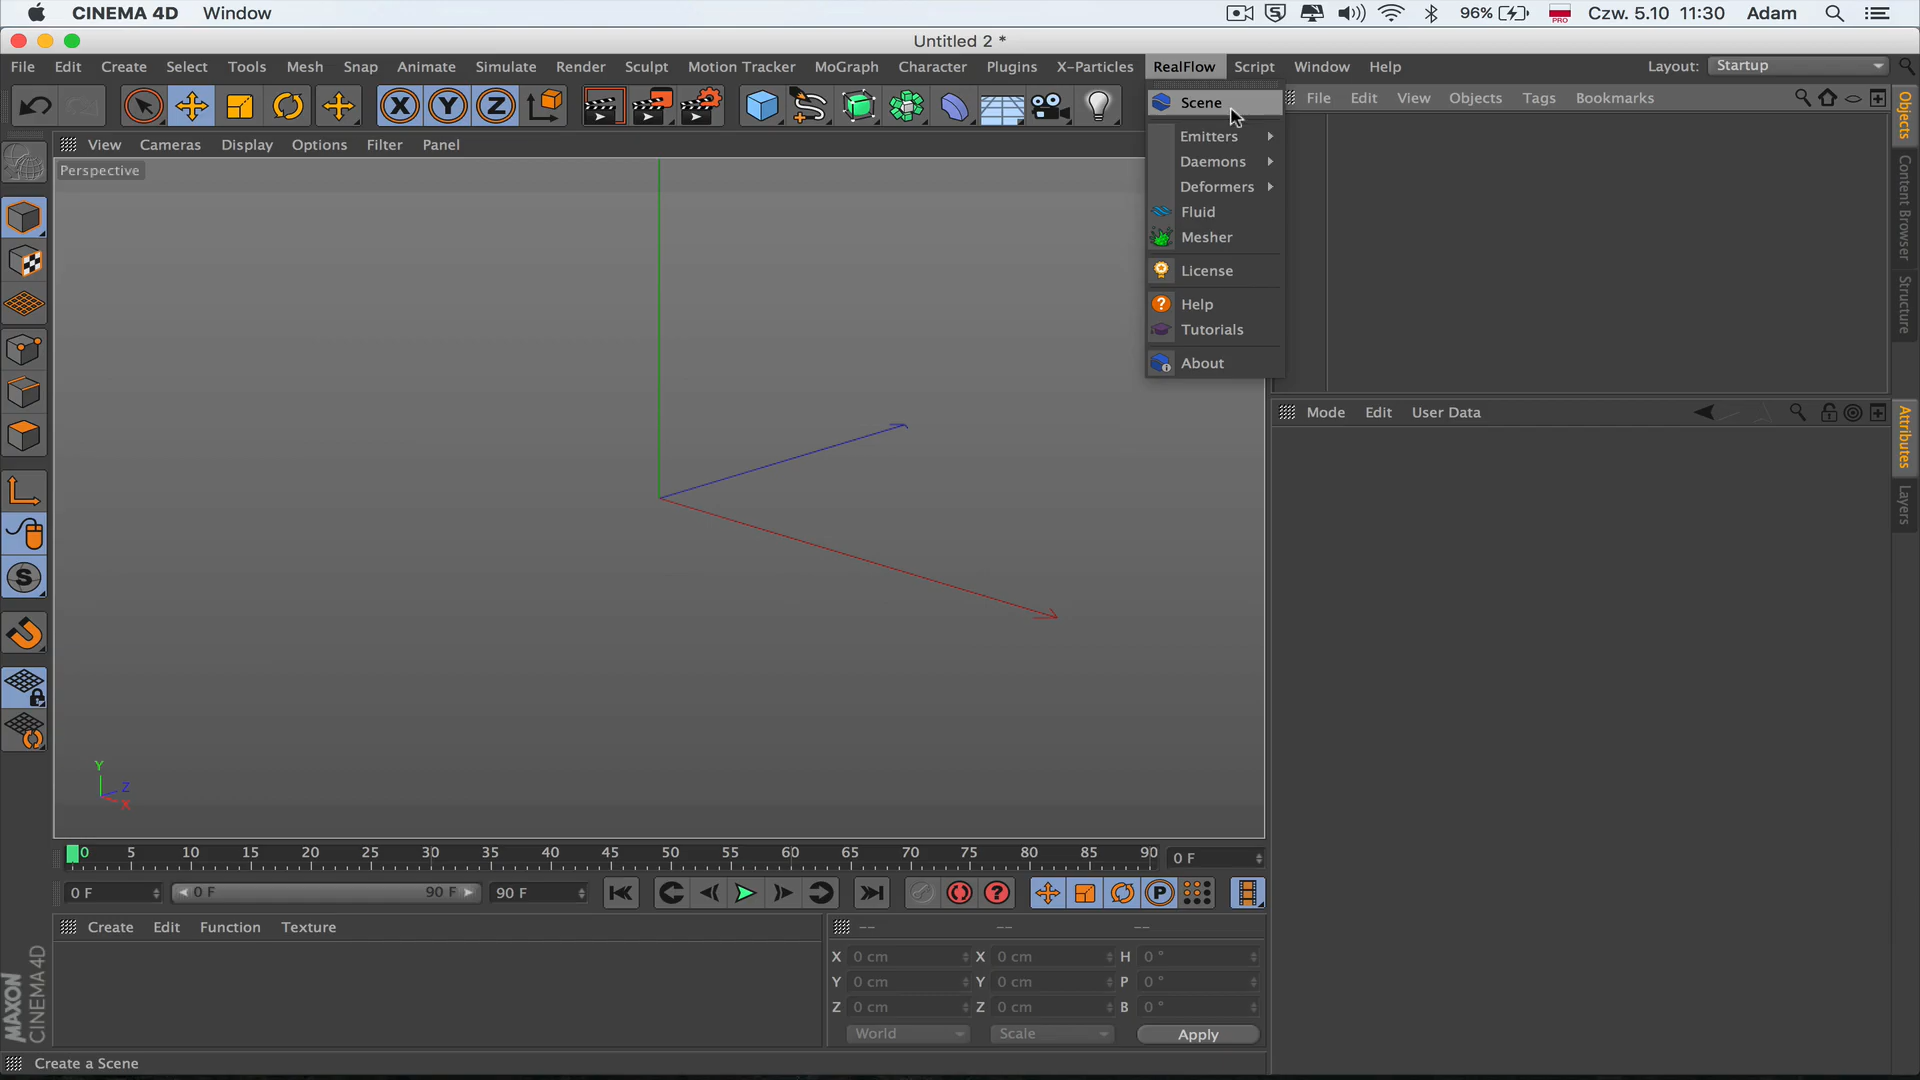 CINEMA 4D Window
96% PRO Czw. 5.10 11:30 Adam
Untitled 2 *
File Edit Create Select Tools Mesh Snap Animate Simulate Render Sculpt Motion Tracker MoGraph Character Plugins X-Particles RealFlow Script Window Help Layout: Startup
Scene
Emitters
Daemons
Deformers
Fluid
Mesher
License
Help
Tutorials
About
File Edit View Objects Tags Bookmarks
Objects
Content Browser
Structure
View Cameras Display Options Filter Panel
Perspective
Mode Edit User Data
Attributes
Layers
Y
Z
X
0 5 10 15 20 25 30 35 40 45 50 55 60 65 70 75 80 85 90 0 F
0 F 0 F 90 F 90 F
Create Edit Function Texture
-- -- --
X 0 cm X 0 cm H 0 °
Y 0 cm Y 0 cm P 0 °
Z 0 cm Z 0 cm B 0 °
World Scale Apply
MAXON
CINEMA 4D
Create a Scene